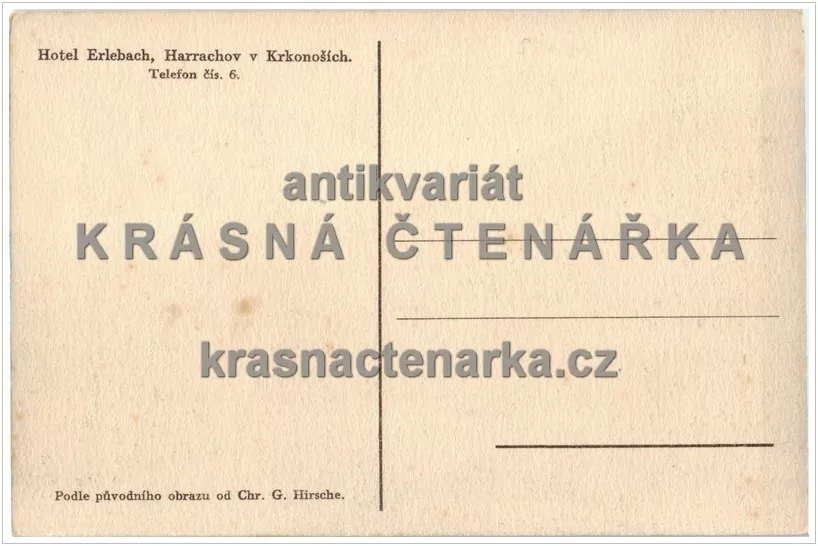 Hotel Erlebach, Harrachov v Krkonoších.
Telefon čís. 6.
antikvariát
KRÁSNÁ ČTENÁŘKA
krasnactenarka.cz
Podle původního obrazu od Chr. G. Hirsche.